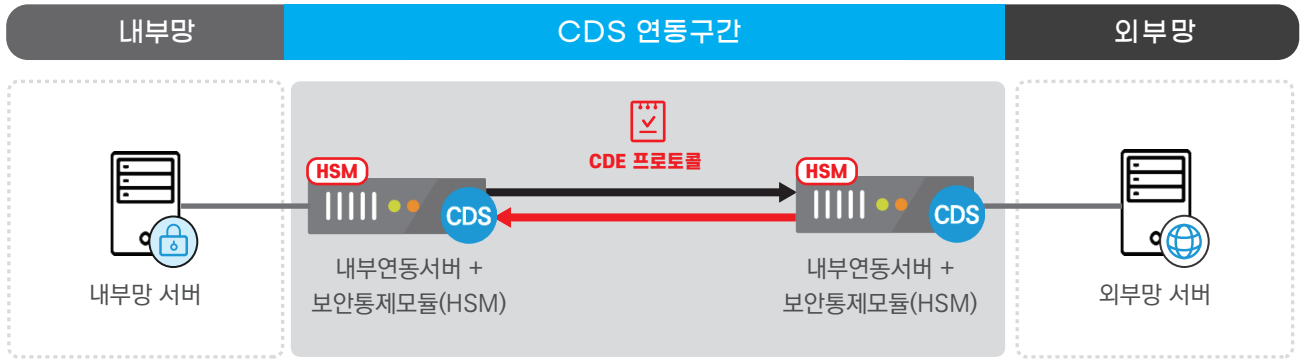 내부망
CDS 연동구간
외부망
CDE 프로토콜
HSM
HSM
CDS
CDS
내부연동서버 +
보안통제모듈(HSM)
내부연동서버 +
보안통제모듈(HSM)
내부망 서버
외부망 서버